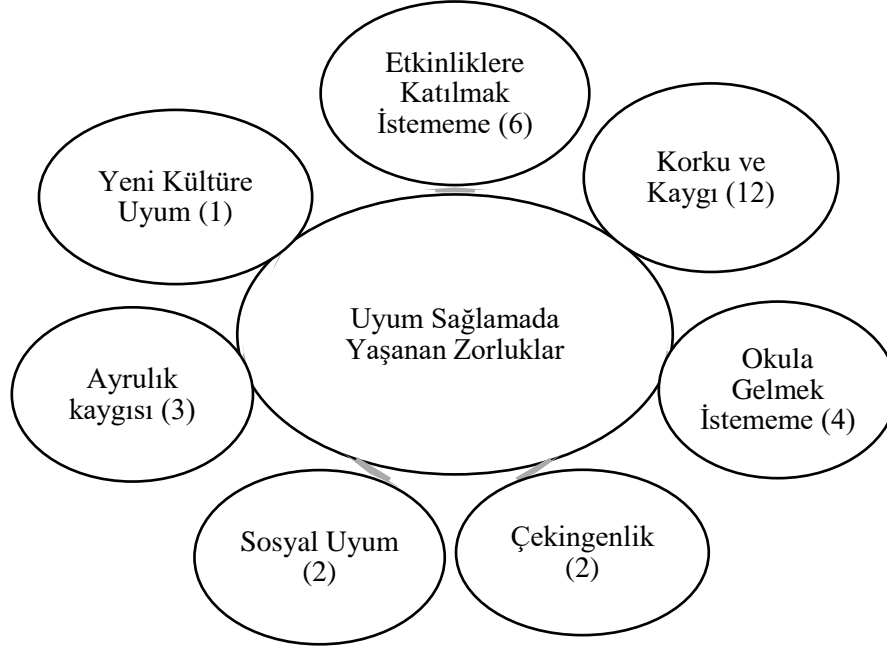 Etkinliklere
Katılmak
İstememe (6)
Korku ve
Kaygı (12)
Yeni Kültüre
Uyum (1)
Uyum Sağlamada
Yaşanan Zorluklar
Okula
Gelmek
İstememe (4)
Ayrulık
kaygısı (3)
Sosyal Uyum
(2)
Çekingenlik
(2)